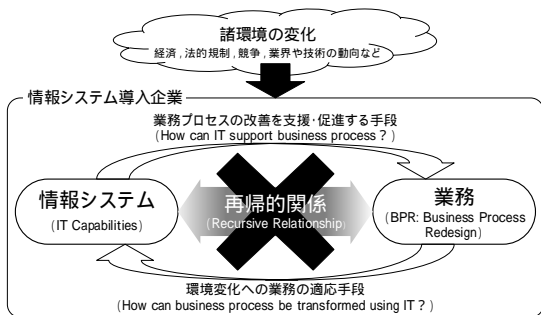 諸環境の変化
経済,法的規制,競争,業界や技術の動向など
情報システム導入企業
業務プロセスの改善を支援・促進する手段
(How can IT support business process?)
情報システム
(IT Capabilities)
再帰的関係
(Recursive Relationship)
業務
(BPR: Business Process
Redesign)
環境変化への業務の適応手段
(How can business process be transformed using IT?)